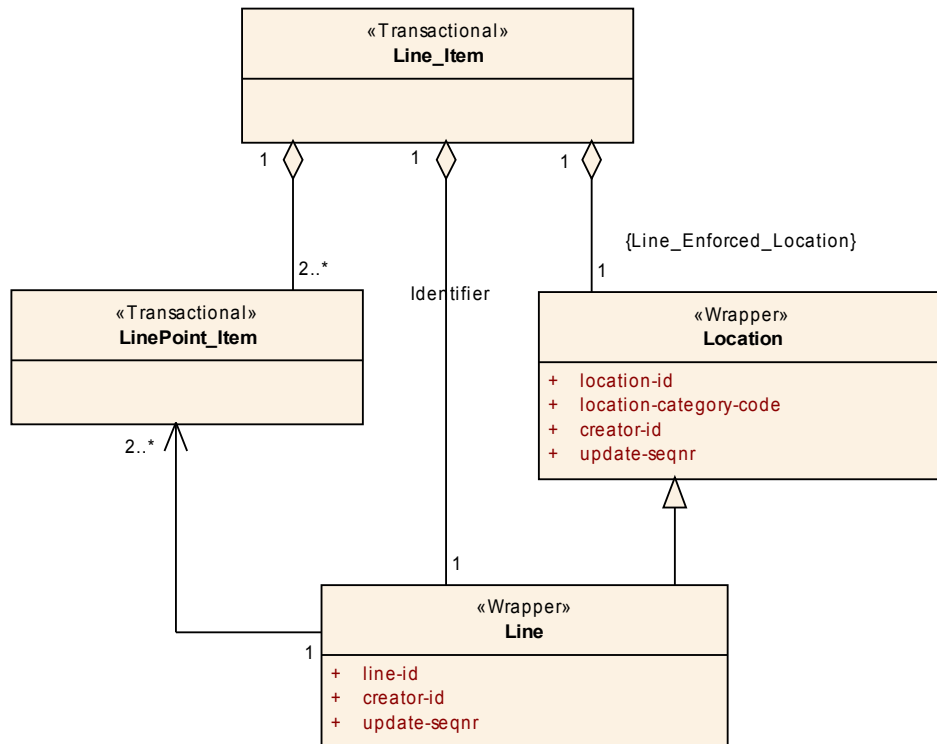 «Transactional»
Line_Item
1
1
1
{Line_Enforced_Location}
2..*
Identifier
1
«Transactional»
LinePoint_Item
«Wrapper»
Location
+ location-id
+ location-category-code
+ creator-id
+ update-seqnr
2..*
1
«Wrapper»
Line
1
+ line-id
+ creator-id
+ update-seqnr